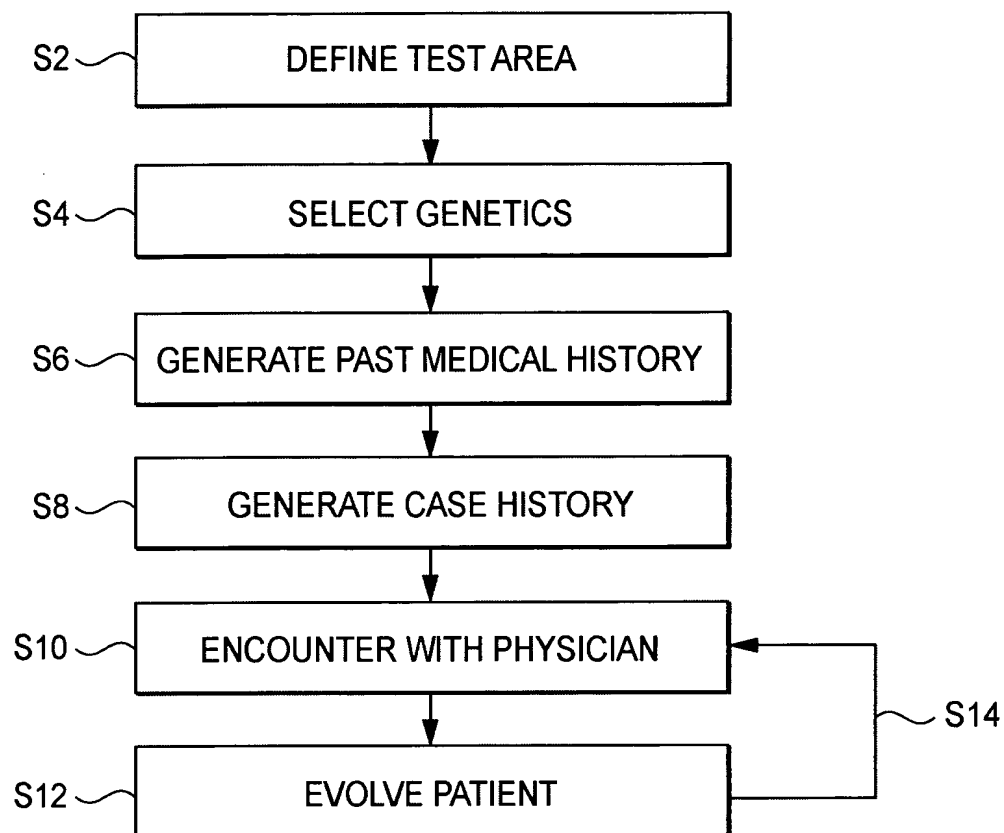 S2 DEFINE TEST AREA
S4 SELECT GENETICS
S6 GENERATE PAST MEDICAL HISTORY
S8 GENERATE CASE HISTORY
S10 ENCOUNTER WITH PHYSICIAN
S14
S12 EVOLVE PATIENT